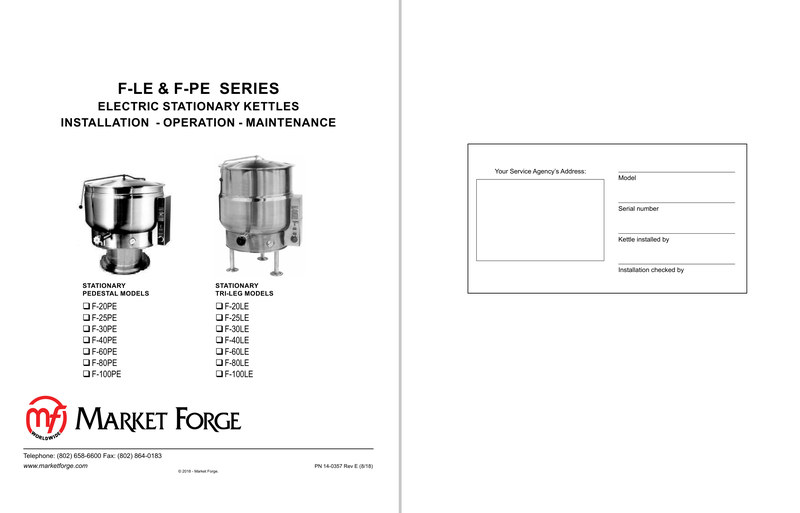 F-LE & F-PE SERIES
ELECTRIC STATIONARY KETTLES
INSTALLATION - OPERATION - MAINTENANCE
STATIONARY
PEDESTAL MODELS
❑ F-20PE
❑ F-25PE
❑ F-30PE
❑ F-40PE
❑ F-60PE
❑ F-80PE
❑ F-100PE
STATIONARY
TRI-LEG MODELS
❑ F-20LE
❑ F-25LE
❑ F-30LE
❑ F-40LE
❑ F-60LE
❑ F-80LE
❑ F-100LE
mf
WORLDWIDE
MARKET FORGE
Telephone: (802) 658-6600 Fax: (802) 864-0183
www.marketforge.com
© 2018 - Market Forge.
PN 14-0357 Rev E (8/18)
Your Service Agency's Address:
Model
Serial number
Kettle installed by
Installation checked by